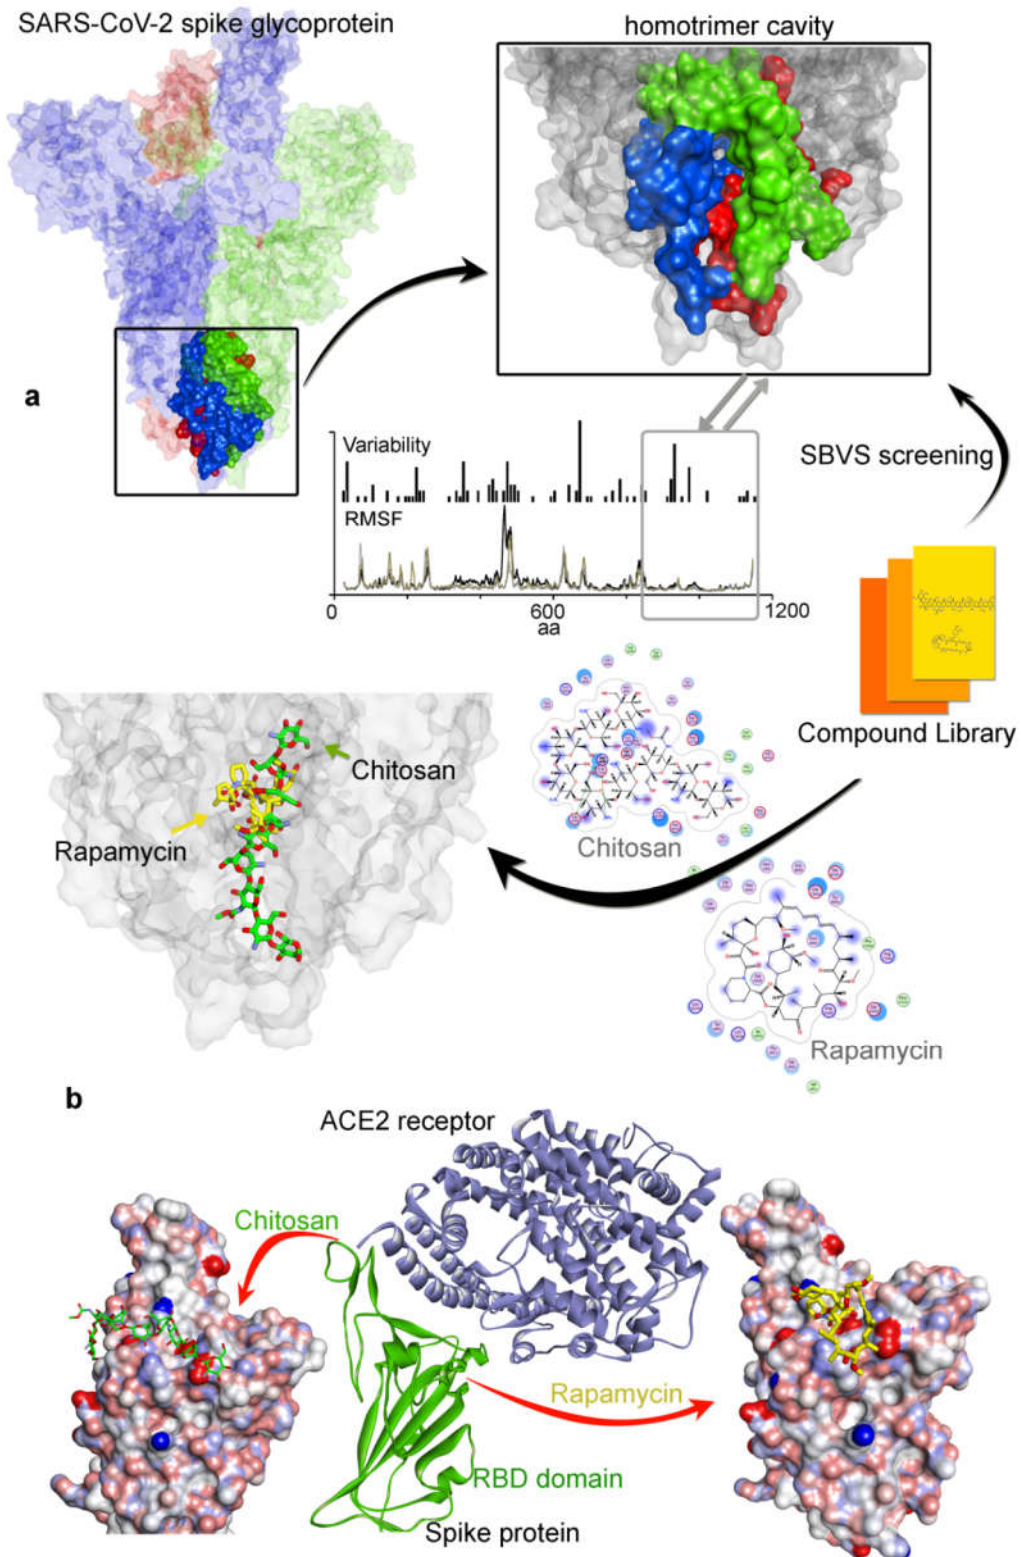 SARS-CoV-2 spike glycoprotein
homotrimer cavity
a
Variability
SBVS screening
RMSF
0
600
1200
aa
Compound Library
Chitosan
Rapamycin
Chitosan
Rapamycin
b
ACE2 receptor
Chitosan
Rapamycin
RBD domain
Spike protein